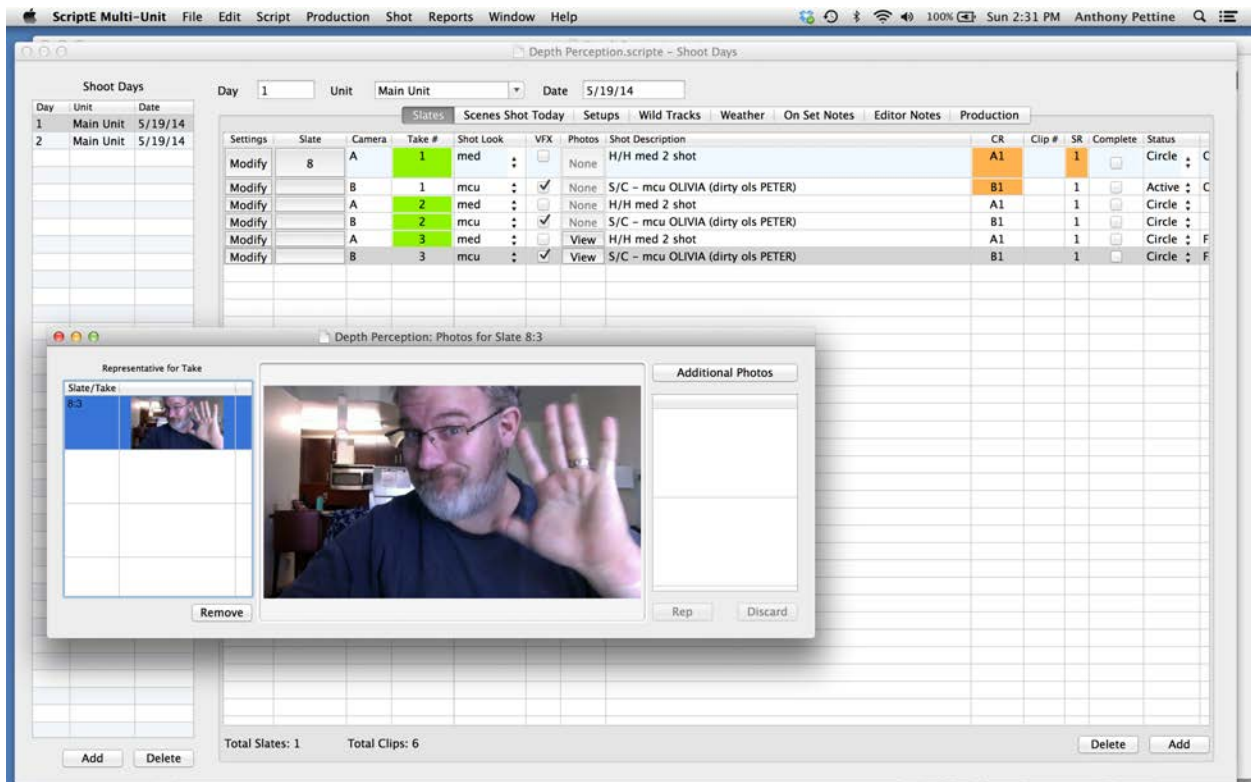 ScriptE Multi-Unit File Edit Script Production Shot Reports Window Help 100% Sun 2:31 PM Anthony Pettine
Depth Perception.scripte – Shoot Days
Shoot Days
Day Unit Date
1 Main Unit 5/19/14
2 Main Unit 5/19/14
Day 1 Unit Main Unit Date 5/19/14
Slates Scenes Shot Today Setups Wild Tracks Weather On Set Notes Editor Notes Production
Settings Slate Camera Take # Shot Look VFX Photos Shot Description CR Clip # SR Complete Status
Modify 8 A 1 med None H/H med 2 shot A1 1 Circle C
Modify B 1 mcu None S/C – mcu OLIVIA (dirty ols PETER) B1 1 Active C
Modify A 2 med None H/H med 2 shot A1 1 Circle
Modify B 2 mcu None S/C – mcu OLIVIA (dirty ols PETER) B1 1 Circle
Modify A 3 med View H/H med 2 shot A1 1 Circle F
Modify B 3 mcu View S/C – mcu OLIVIA (dirty ols PETER) B1 1 Circle F
Depth Perception: Photos for Slate 8:3
Representative for Take
Slate/Take
8:3
Remove
Additional Photos
Rep Discard
Total Slates: 1 Total Clips: 6
Delete Add
Add Delete